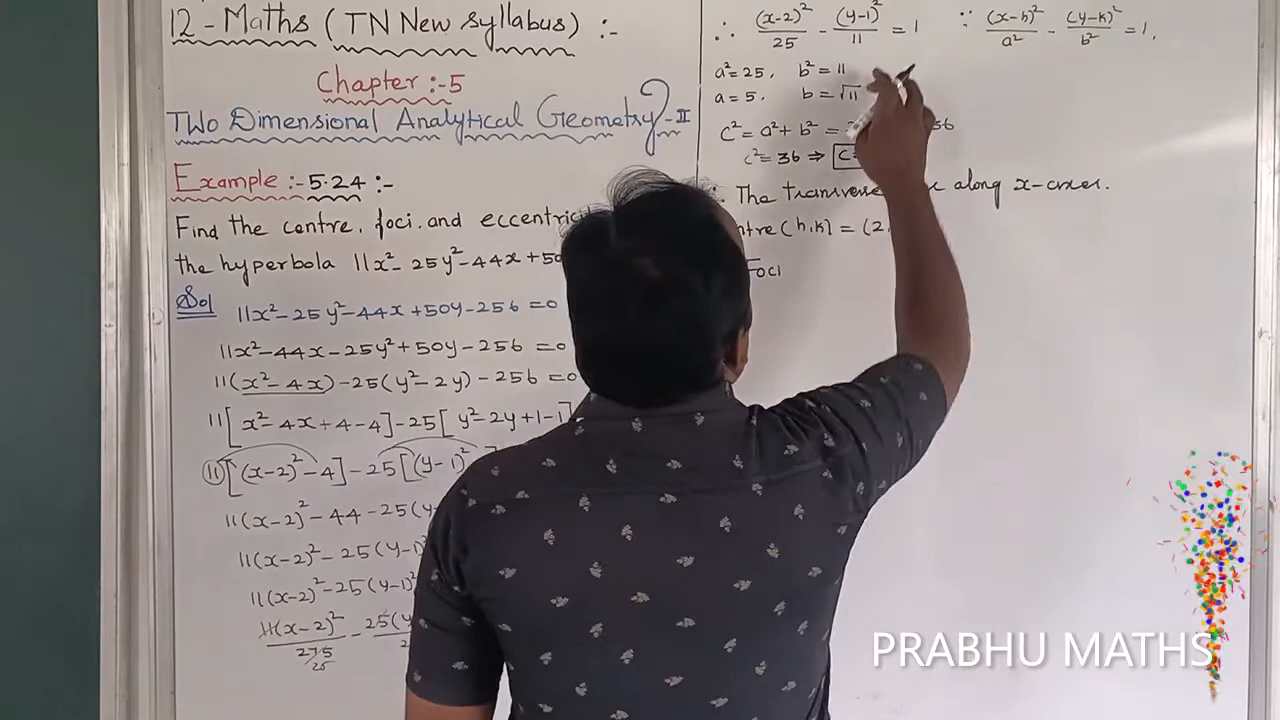 12 - Maths (TN New syllabus) :-
Chapter :- 5
Two Dimensional Analytical Geometry - II
Example :- 5.24 :-
Find the centre, foci and
the hyperbola 11x² - 25y² - 44x +
Sol
11x² - 25y² - 44x + 50y - 256 = 0
11x² - 44x - 25y² + 50y - 256 = 0
11(x² - 4x) - 25(y² - 2y) - 256 = 0
11[x² - 4x + 4 - 4] - 25[y² - 2y + 1 - 1]
11[(x-2)² - 4] - 25[(y-1)²
11(x-2)² - 44 - 25(y-
11(x-2)² - 25(y-1)
11(x-2)² - 25(y-1)²
11(x-2)²/275 - 25(y
25
∴ (x-2)²/25 - (y-1)²/11 = 1 ∵ (x-h)²/a² - (y-k)²/b² = 1.
a² = 25, b² = 11
a = 5, b = √11
c² = a² + b² =
c² = 36 ⇒
The along x-axes.
(h,k) = (2,
Foci
PRABHU MATHS